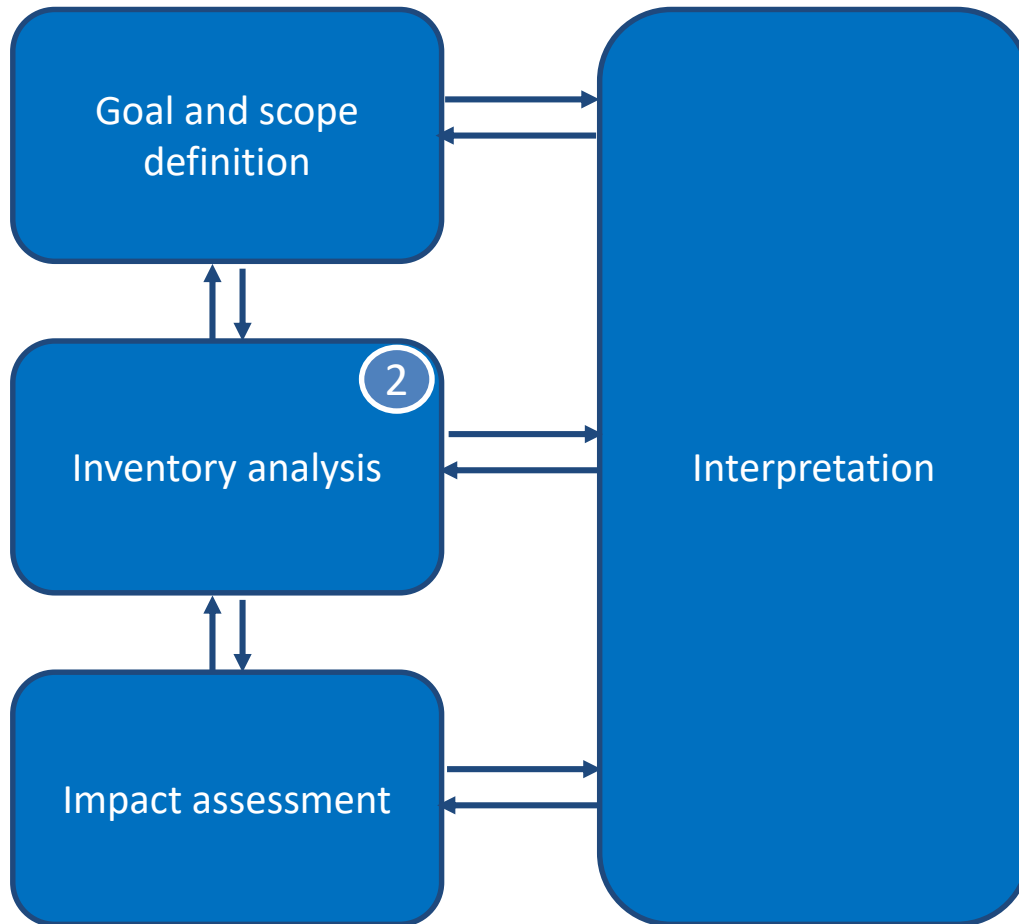 Goal and scope
definition
2
Inventory analysis
Interpretation
Impact assessment